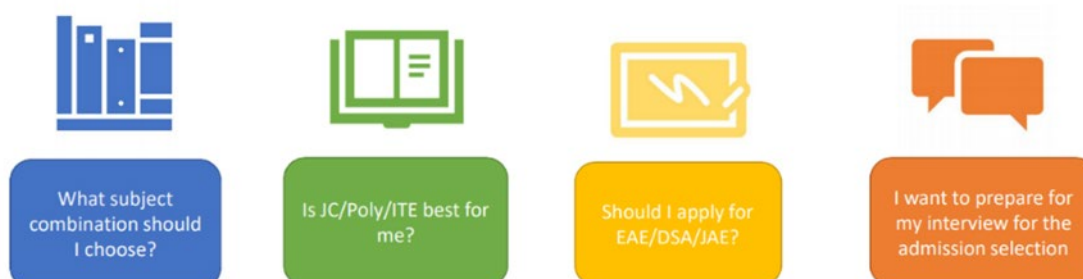 What subject
combination should
I choose?
Is JC/Poly/ITE best for
me?
Should I apply for
EAE/DSA/JAE?
I want to prepare for
my interview for the
admission selection